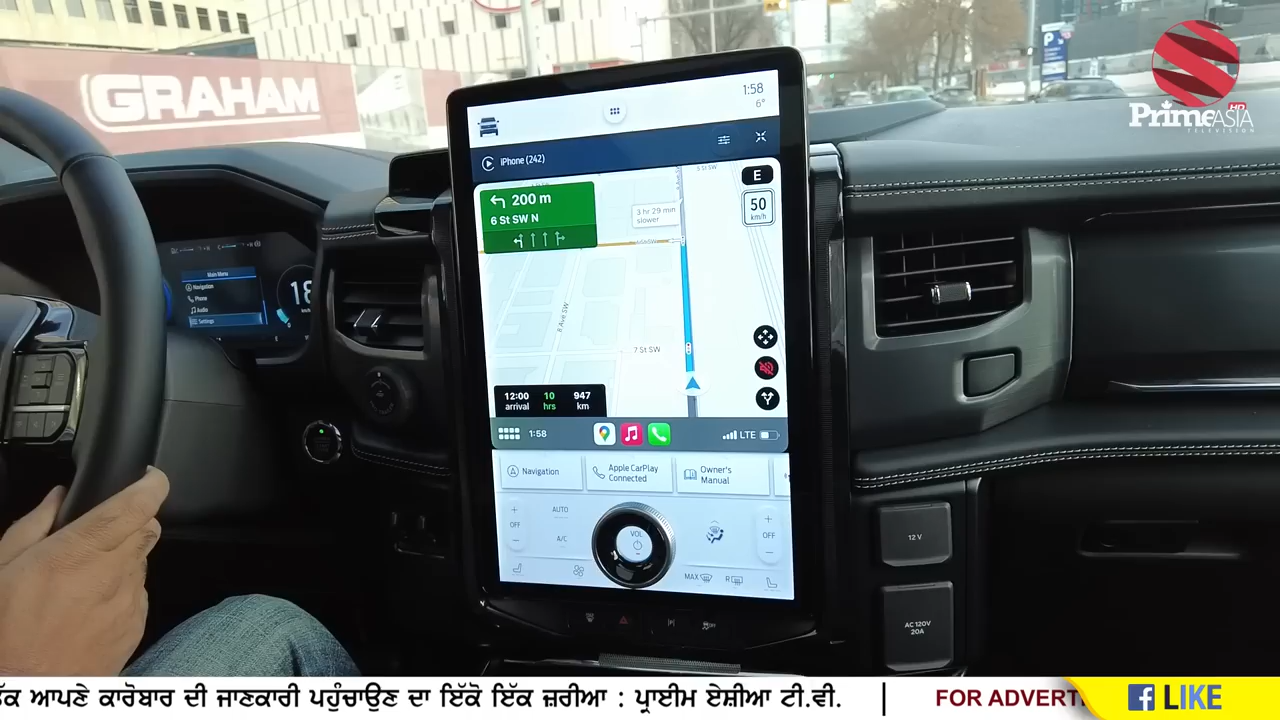 GRAHAM
PrimeASIA HD
TELEVISION
1:58
6°
iPhone (242)
200 m
6 St SW N
3 hr 29 min
slower
E
50
km/h
8 Ave SW
7 St SW
12:00 10 947
arrival hrs km
1:58
LTE
Navigation
Apple CarPlay
Connected
Owner's
Manual
AUTO
OFF
A/C
VOL
OFF
MAX
R
Main Menu
Navigation
Phone
Audio
Settings
18
12 V
AC 120V
20A
ਆਪਣੇ ਕਾਰੋਬਾਰ ਦੀ ਜਾਣਕਾਰੀ ਪਹੁੰਚਾਉਣ ਦਾ ਇੱਕੋ ਇੱਕ ਜ਼ਰੀਆ : ਪ੍ਰਾਈਮ ਏਸ਼ੀਆ ਟੀ.ਵੀ. | FOR ADVERTI
f LIKE